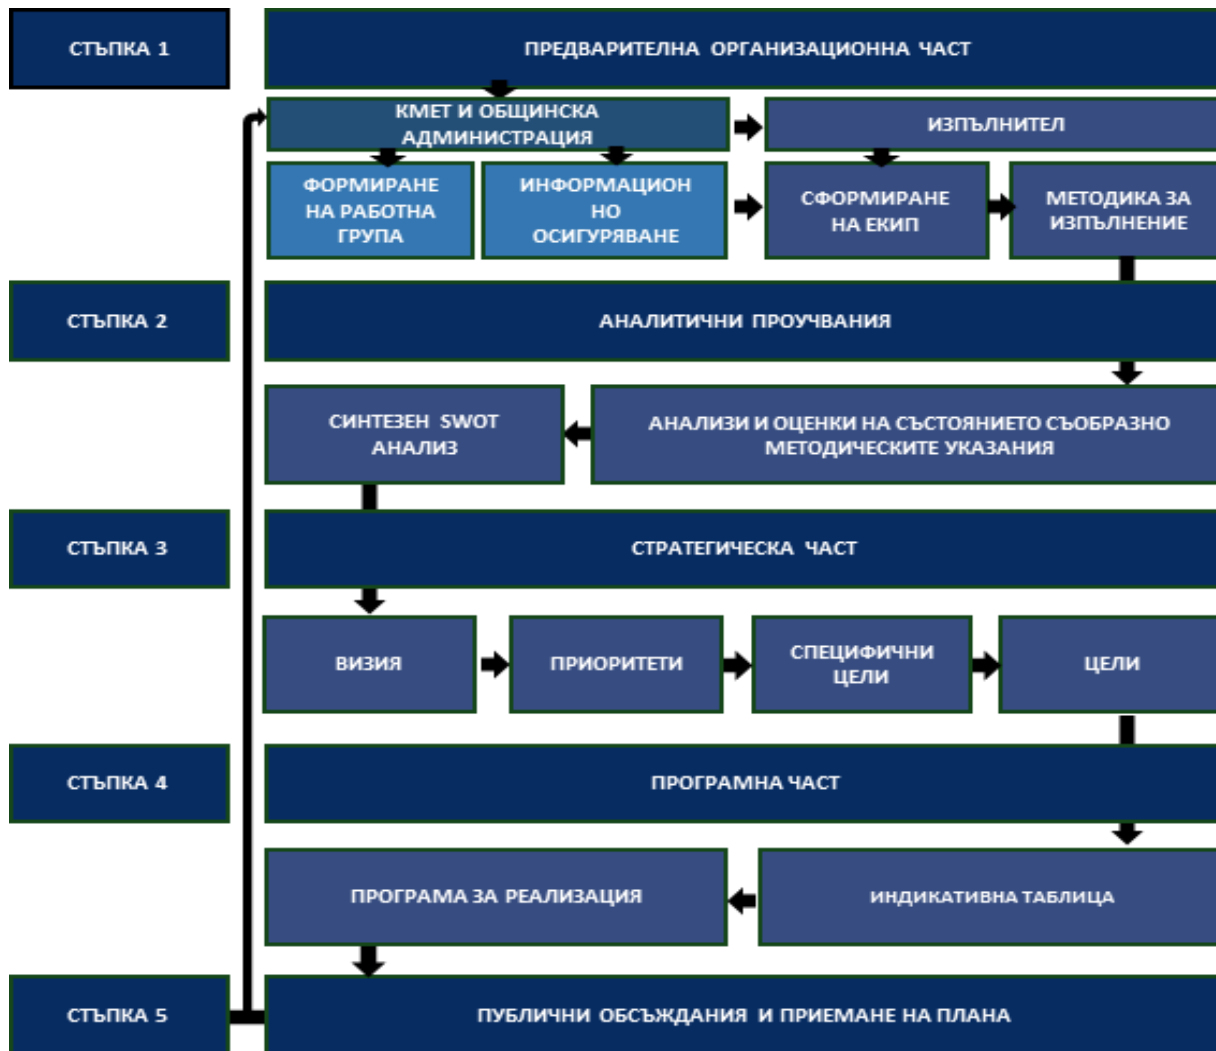 СТЪПКА 1
ПРЕДВАРИТЕЛНА ОРГАНИЗАЦИОННА ЧАСТ
КМЕТ И ОБЩИНСКА
АДМИНИСТРАЦИЯ
ИЗПЪЛНИТЕЛ
ФОРМИРАНЕ
НА РАБОТНА
ГРУПА
ИНФОРМАЦИОН
НО
ОСИГУРЯВАНЕ
СФОРМИРАНЕ
НА ЕКИП
МЕТОДИКА ЗА
ИЗПЪЛНЕНИЕ
СТЪПКА 2
АНАЛИТИЧНИ ПРОУЧВАНИЯ
СИНТЕЗЕН SWOT
АНАЛИЗ
АНАЛИЗИ И ОЦЕНКИ НА СЪСТОЯНИЕТО СЪОБРАЗНО
МЕТОДИЧЕСКИТЕ УКАЗАНИЯ
СТЪПКА 3
СТРАТЕГИЧЕСКА ЧАСТ
ВИЗИЯ
ПРИОРИТЕТИ
СПЕЦИФИЧНИ
ЦЕЛИ
ЦЕЛИ
СТЪПКА 4
ПРОГРАМНА ЧАСТ
ПРОГРАМА ЗА РЕАЛИЗАЦИЯ
ИНДИКАТИВНА ТАБЛИЦА
СТЪПКА 5
ПУБЛИЧНИ ОБСЪЖДАНИЯ И ПРИЕМАНЕ НА ПЛАНА